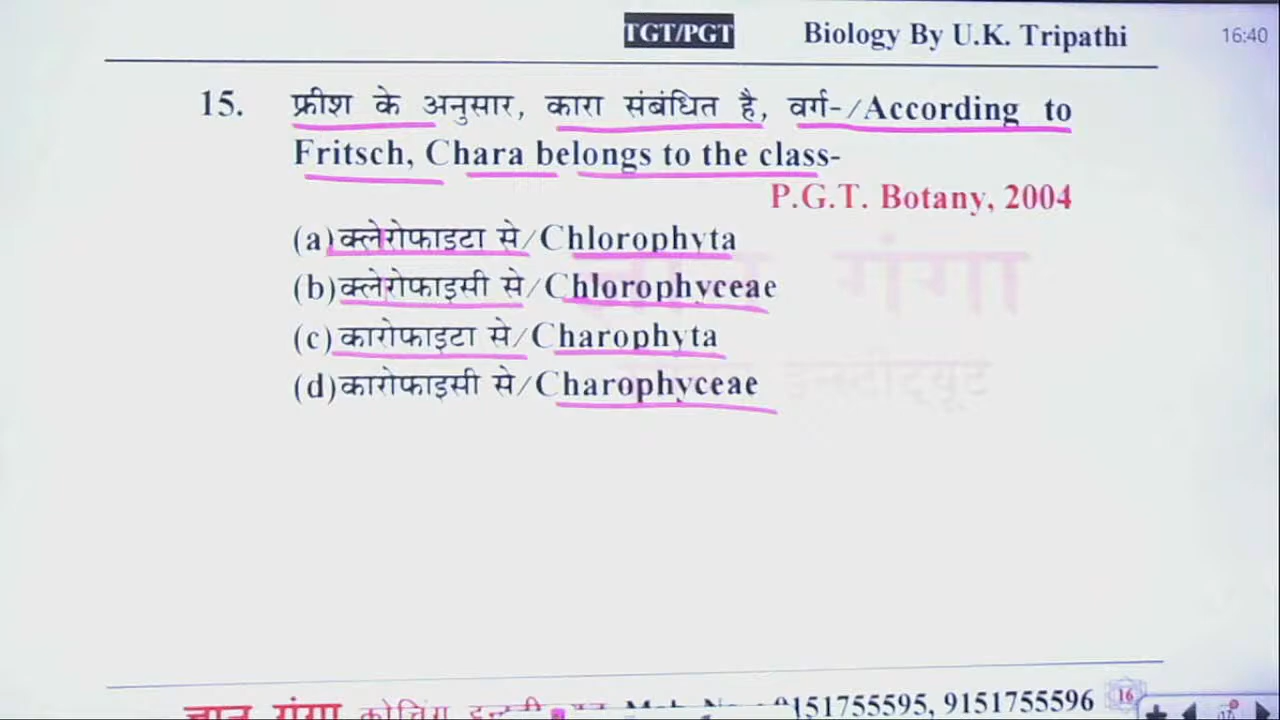 TGT/PGT Biology By U.K. Tripathi 16:40
15. फ्रीश के अनुसार, कारा संबंधित है, वर्ग-/According to
Fritsch, Chara belongs to the class-
P.G.T. Botany, 2004
(a)क्लेरोफाइटा से/Chlorophyta
(b)क्लेरोफाइसी से/Chlorophyceae
(c)कारोफाइटा से/Charophyta
(d)कारोफाइसी से/Charophyceae
ज्ञान गंगा
इन्स्टीट्यूट
ज्ञान गंगा कोचिंग 9151755595, 9151755596 16